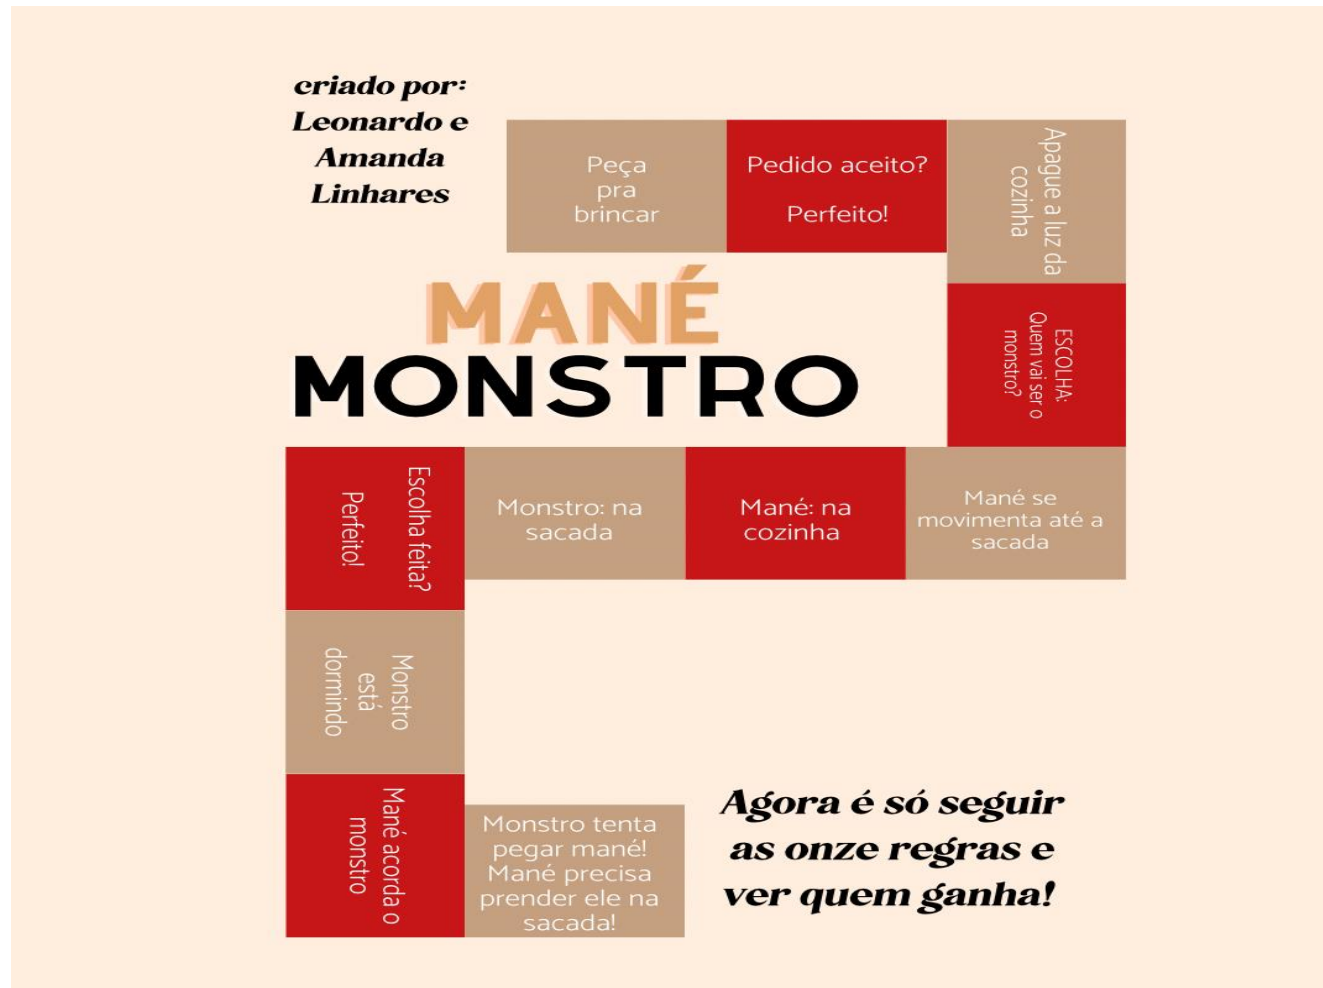 criado por:
Leonardo e
Amanda
Linhares
Peça
pra
brincar
Pedido aceito?
Perfeito!
Apague a luz da
cozinha
MANÉ
MONSTRO
ESCOLHA:
Quem vai ser o
monstro?
Escolha feita?
Perfeito!
Monstro: na
sacada
Mané: na
cozinha
Mané se
movimenta até a
sacada
Monstro
está
dormindo
Mané acorda o
monstro
Monstro tenta
pegar mané!
Mané precisa
prender ele na
sacada!
Agora é só seguir
as onze regras e
ver quem ganha!